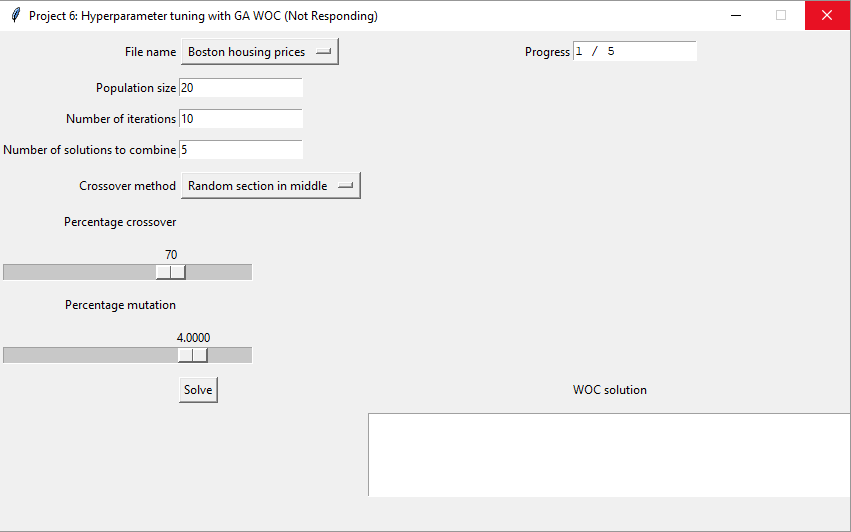 Project 6: Hyperparameter tuning with GA WOC (Not Responding)
File name Boston housing prices Progress 1 / 5
Population size 20
Number of iterations 10
Number of solutions to combine 5
Crossover method Random section in middle
Percentage crossover
70
Percentage mutation
4.0000
Solve WOC solution